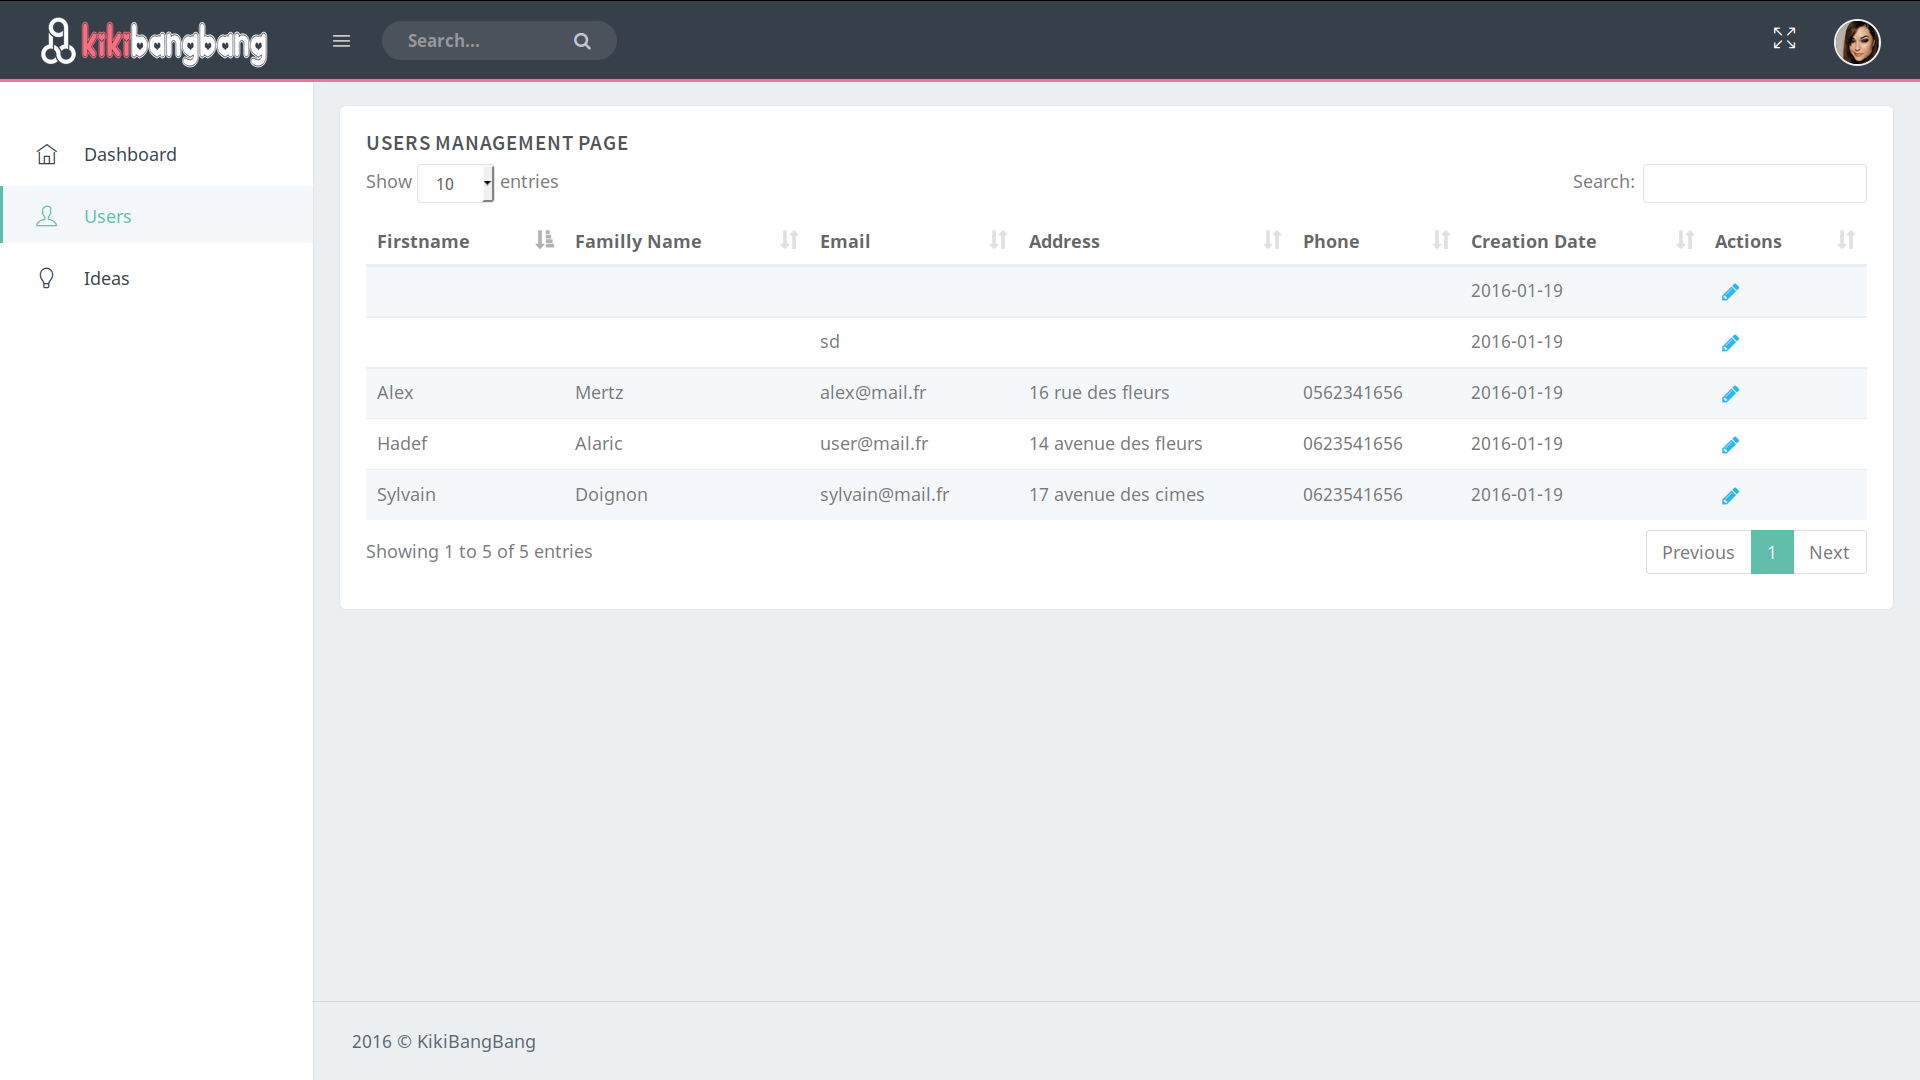 kikibangbang
Search...
Dashboard
Users
Ideas
USERS MANAGEMENT PAGE
Show 10 entries Search:
Firstname Familly Name Email Address Phone Creation Date Actions
2016-01-19
sd 2016-01-19
Alex Mertz alex@mail.fr 16 rue des fleurs 0562341656 2016-01-19
Hadef Alaric user@mail.fr 14 avenue des fleurs 0623541656 2016-01-19
Sylvain Doignon sylvain@mail.fr 17 avenue des cimes 0623541656 2016-01-19
Showing 1 to 5 of 5 entries Previous 1 Next
2016 © KikiBangBang